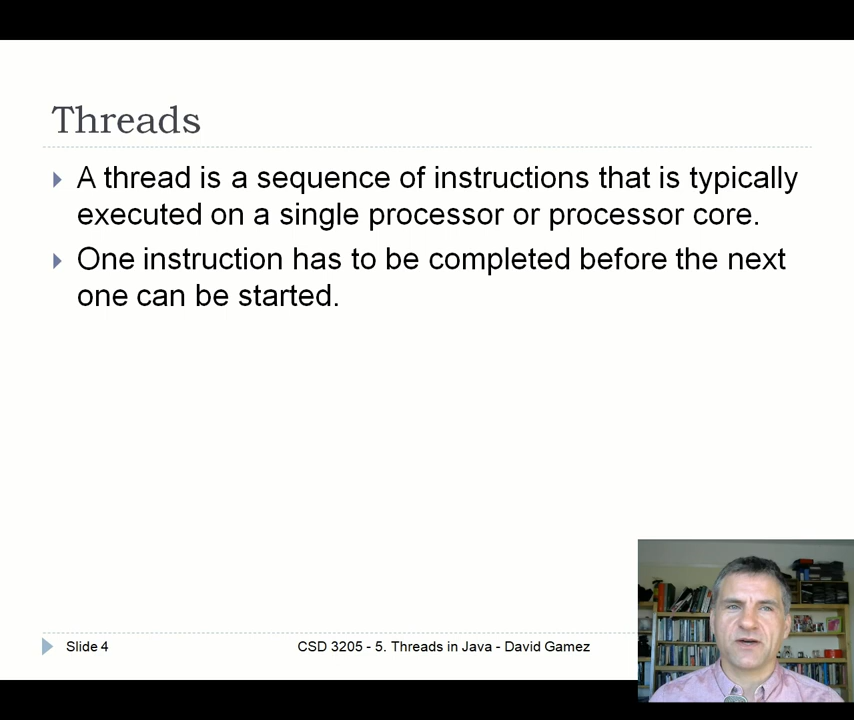 Threads
A thread is a sequence of instructions that is typically
executed on a single processor or processor core.
One instruction has to be completed before the next
one can be started.
Slide 4
CSD 3205 - 5. Threads in Java - David Gamez